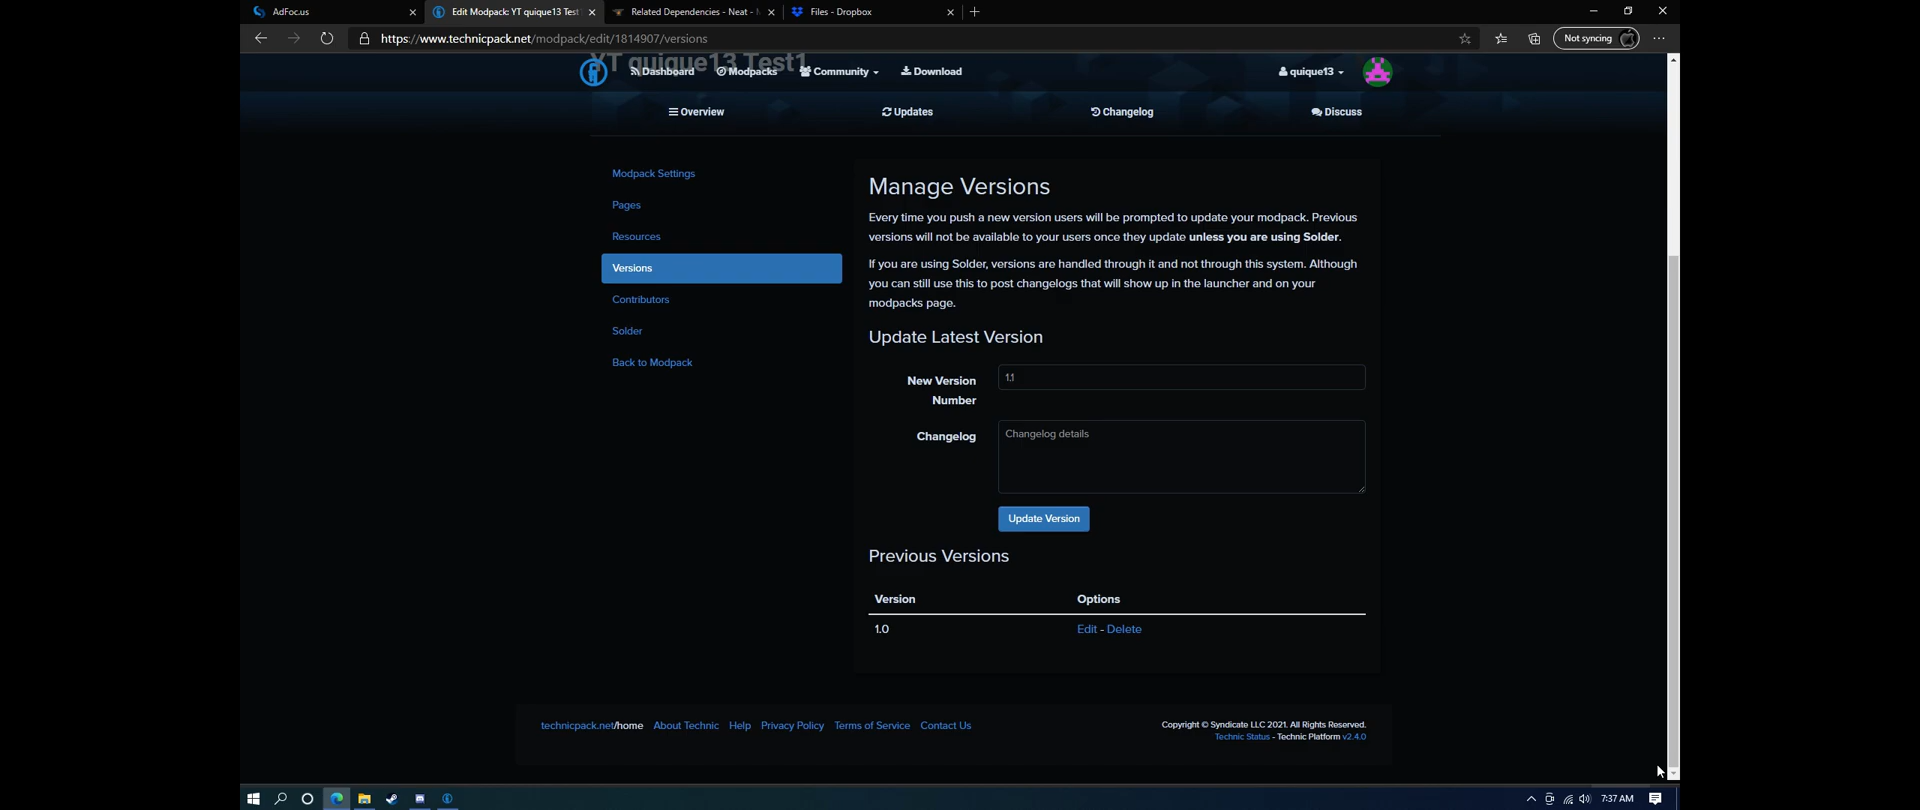 AdFoc.us
Edit Modpack: YT quique13 Test
Related Dependencies - Neat -
Files - Dropbox
https://www.technicpack.net/modpack/edit/1814907/versions
Not syncing
YT quique13 Test1
Dashboard
Modpacks
Community
Download
quique13
Overview
Updates
Changelog
Discuss
Modpack Settings
Pages
Resources
Versions
Contributors
Solder
Back to Modpack
Manage Versions
Every time you push a new version users will be prompted to update your modpack. Previous
versions will not be available to your users once they update unless you are using Solder.
If you are using Solder, versions are handled through it and not through this system. Although
you can still use this to post changelogs that will show up in the launcher and on your
modpacks page.
Update Latest Version
New Version
Number
1.1
Changelog
Changelog details
Update Version
Previous Versions
Version Options
1.0 Edit - Delete
technicpack.net/home About Technic Help Privacy Policy Terms of Service Contact Us
Copyright © Syndicate LLC 2021. All Rights Reserved.
Technic Status - Technic Platform v2.4.0
7:37 AM